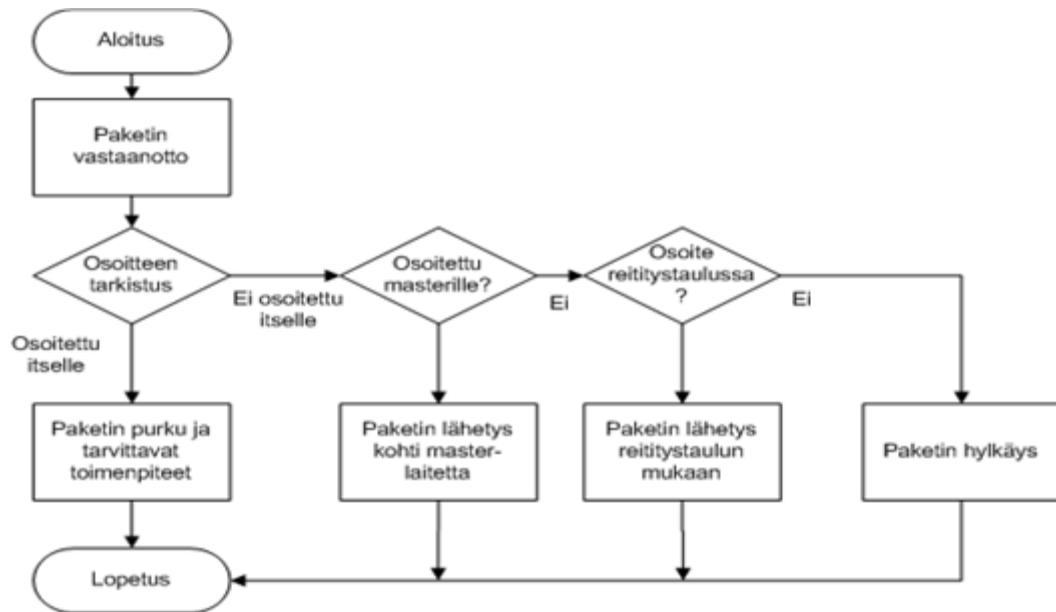 Aloitus
Paketin
vastaanotto
Osoitteen
tarkistus
Ei osoitettu
itselle
Osoitettu
masterille?
Ei
Osoite
reititystaulussa
?
Ei
Osoitettu
itselle
Paketin purku ja
tarvittavat
toimenpiteet
Paketin lähetys
kohti master-
laitetta
Paketin lähetys
reititystaulun
mukaan
Paketin hylkäys
Lopetus